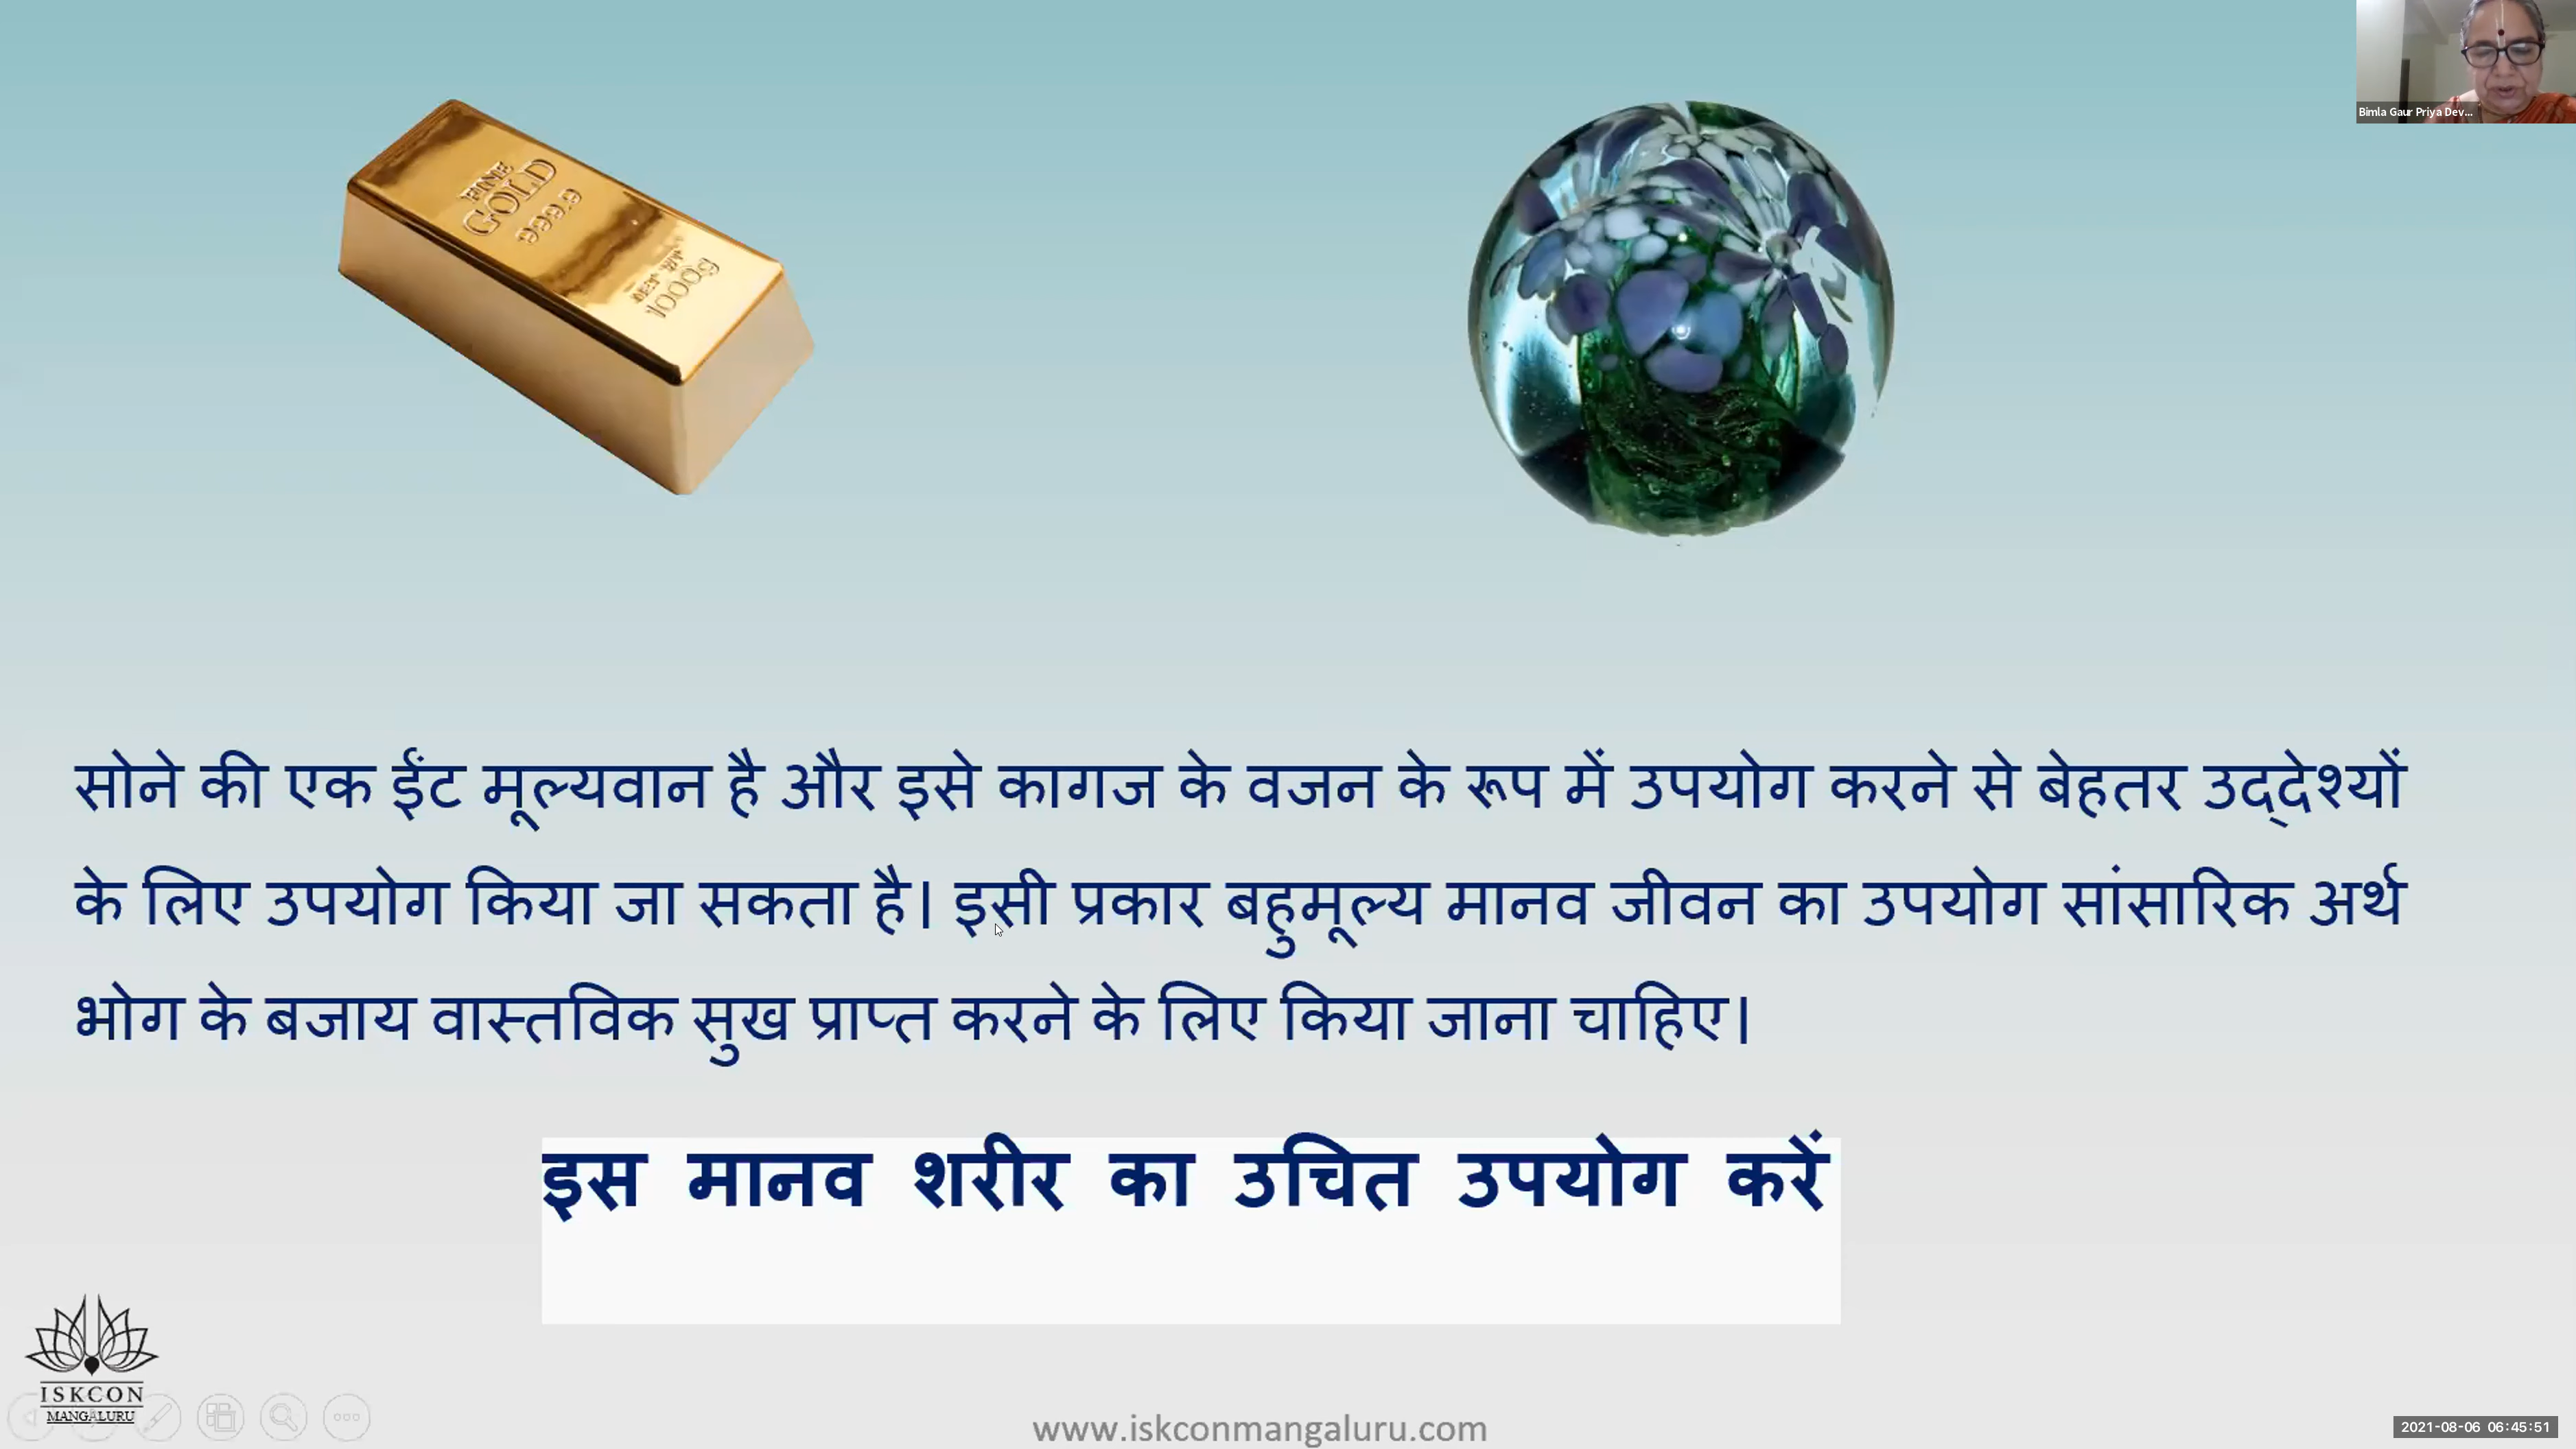 Bimla Gaur Priya Dev...
FINE
GOLD
999.9
1000g
सोने की एक ईंट मूल्यवान है और इसे कागज के वजन के रूप में उपयोग करने से बेहतर उद्देश्यों
के लिए उपयोग किया जा सकता है। इसी प्रकार बहुमूल्य मानव जीवन का उपयोग सांसारिक अर्थ
भोग के बजाय वास्तविक सुख प्राप्त करने के लिए किया जाना चाहिए।
इस मानव शरीर का उचित उपयोग करें
ISKCON
MANGALURU
www.iskconmangaluru.com
2021-08-06 06:45:51